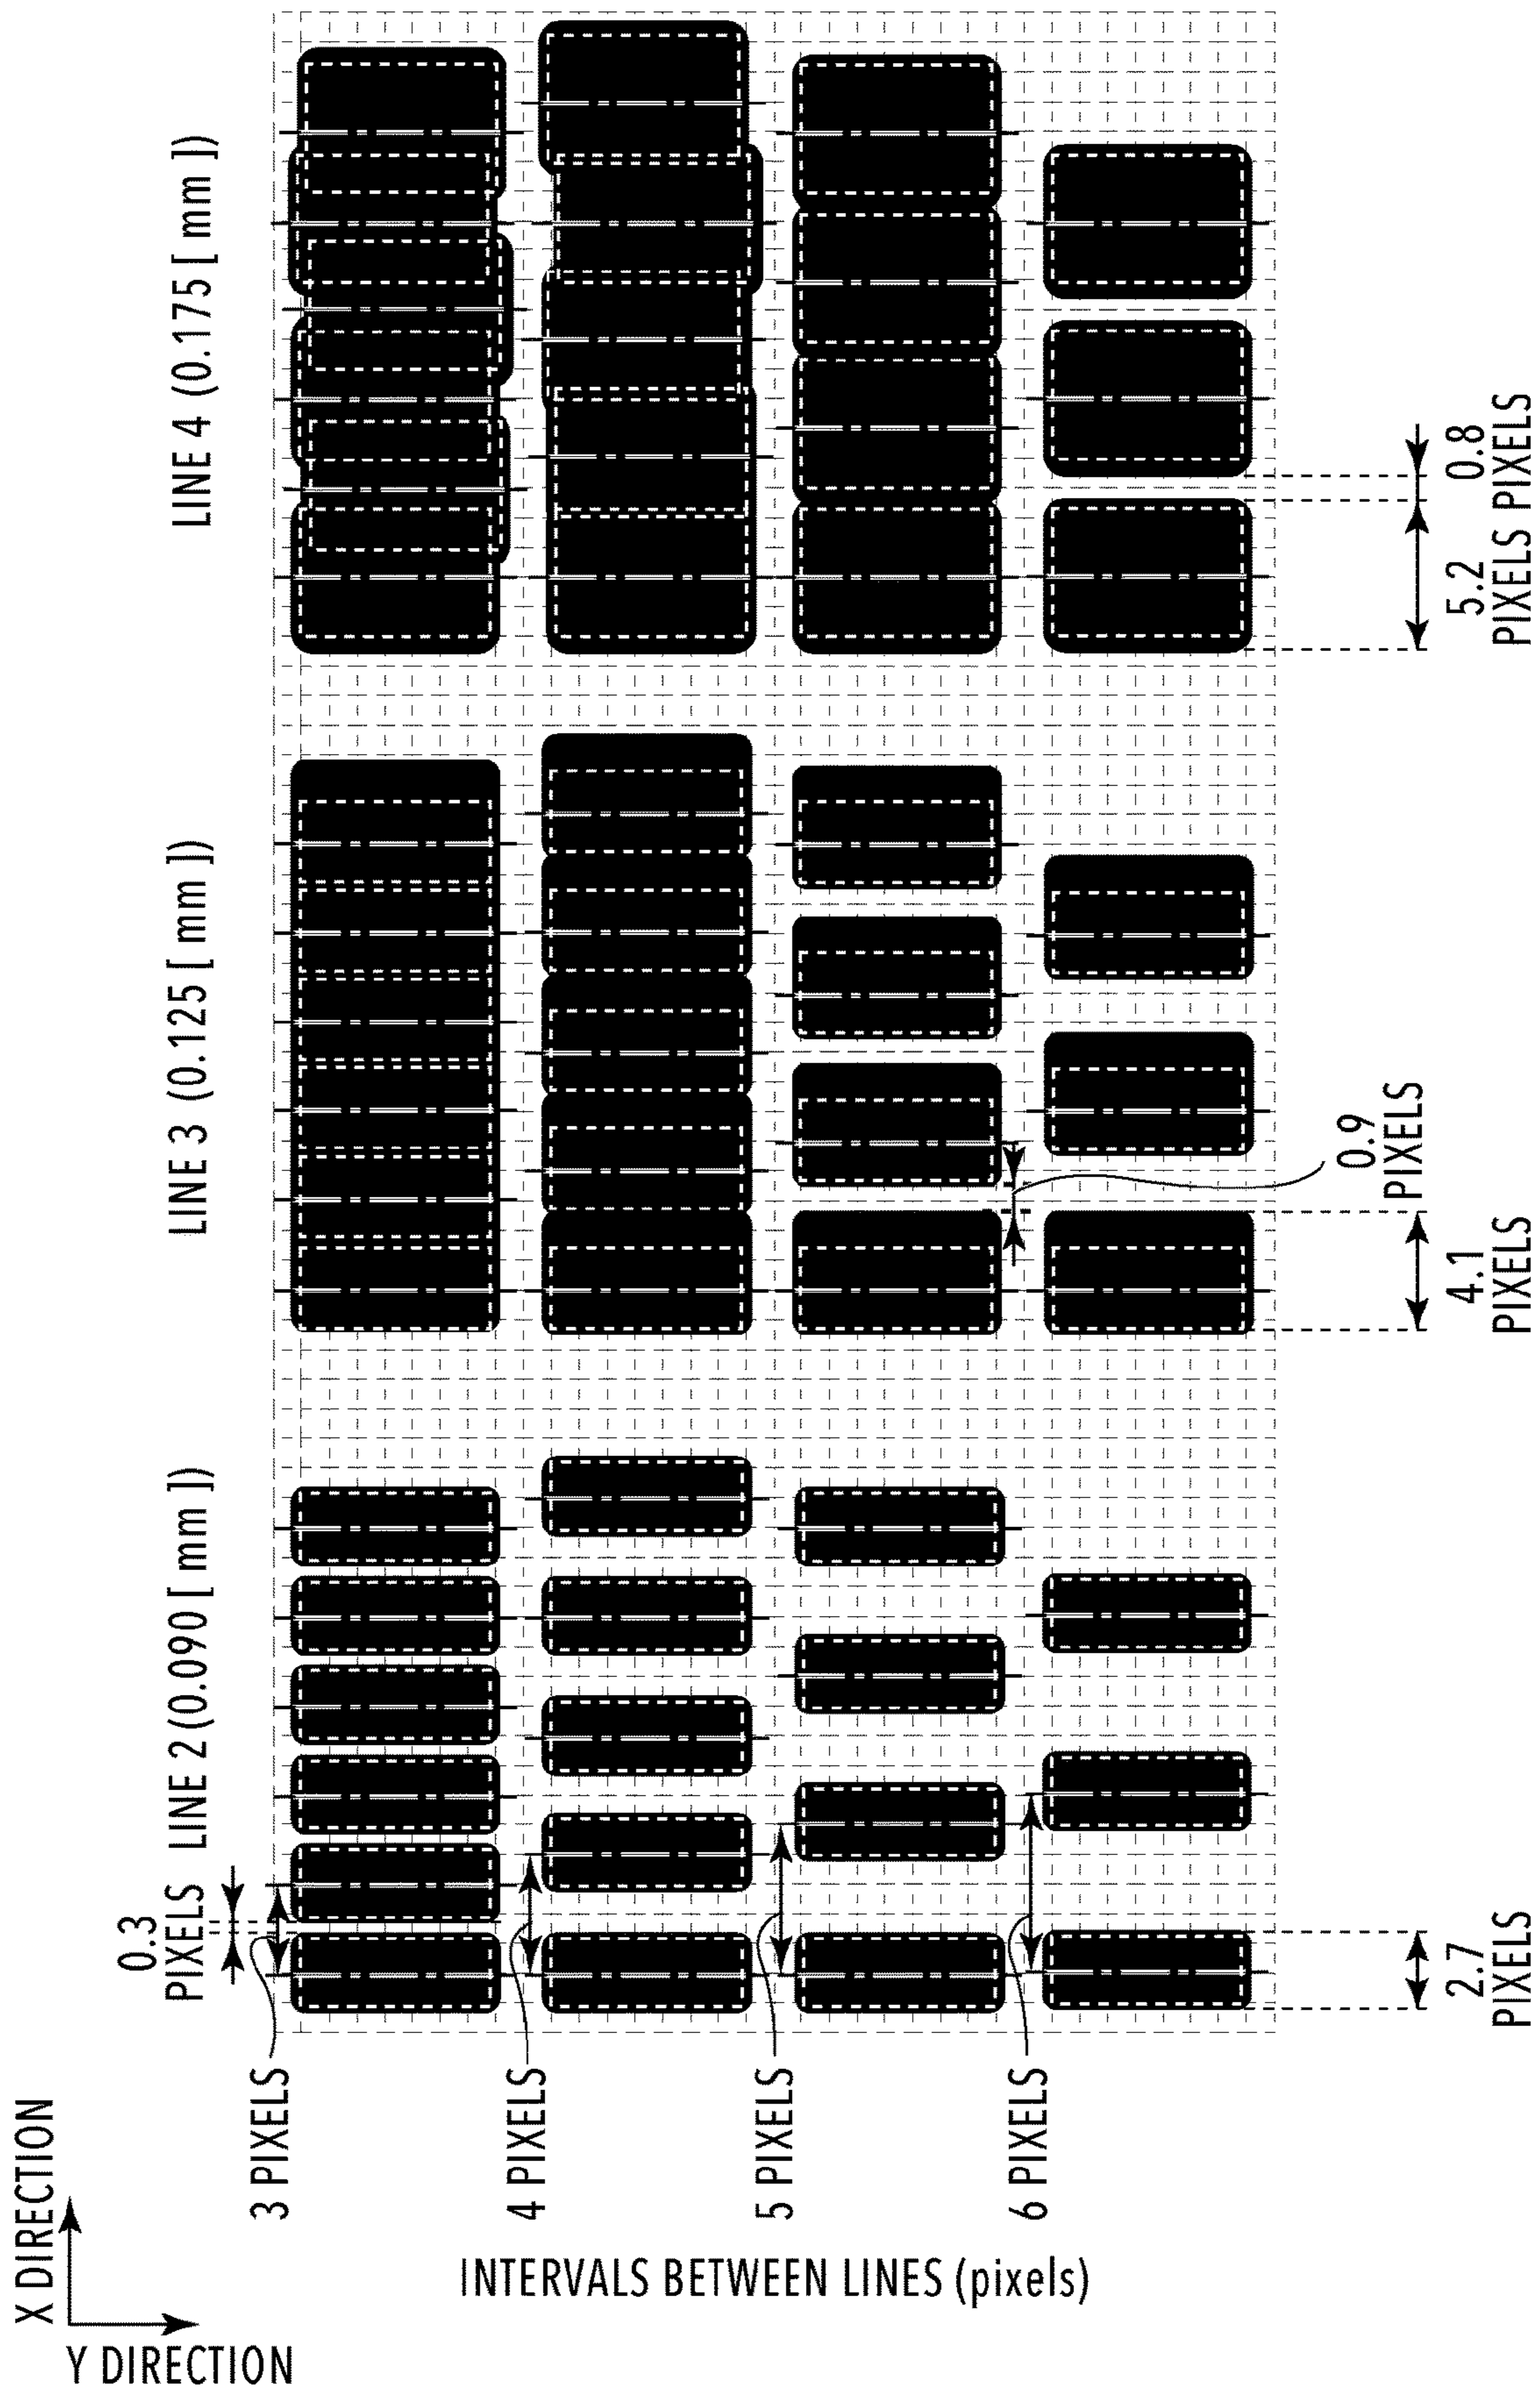 X DIRECTION
Y DIRECTION
INTERVALS BETWEEN LINES (pixels)
3 PIXELS
4 PIXELS
5 PIXELS
6 PIXELS
LINE 2 (0.090 [ mm ])
LINE 3 (0.125 [ mm ])
LINE 4 (0.175 [ mm ])
0.3
PIXELS
2.7
PIXELS
4.1
PIXELS
0.9
PIXELS
5.2
PIXELS
0.8
PIXELS